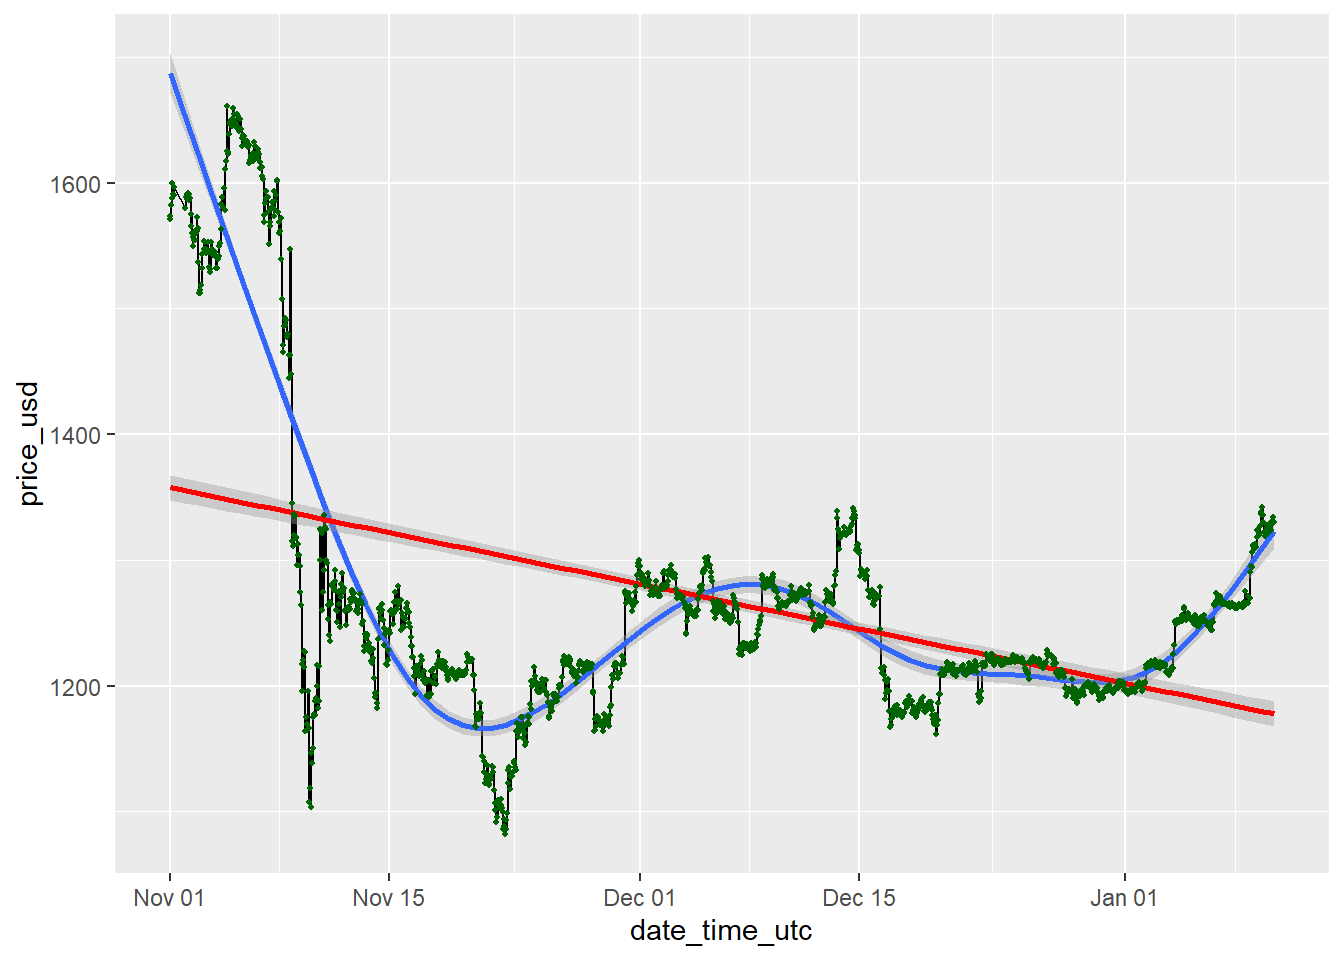 price_usd
1600
1400
1200
Nov 01
Nov 15
Dec 01
Dec 15
Jan 01
date_time_utc